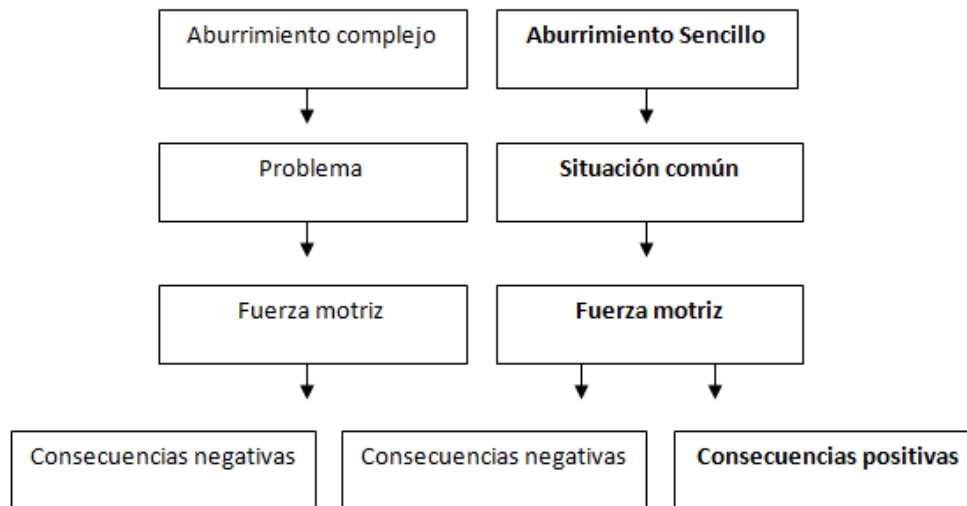 Aburrimiento complejo
Aburrimiento Sencillo
Problema
Situación común
Fuerza motriz
Fuerza motriz
Consecuencias negativas
Consecuencias negativas
Consecuencias positivas